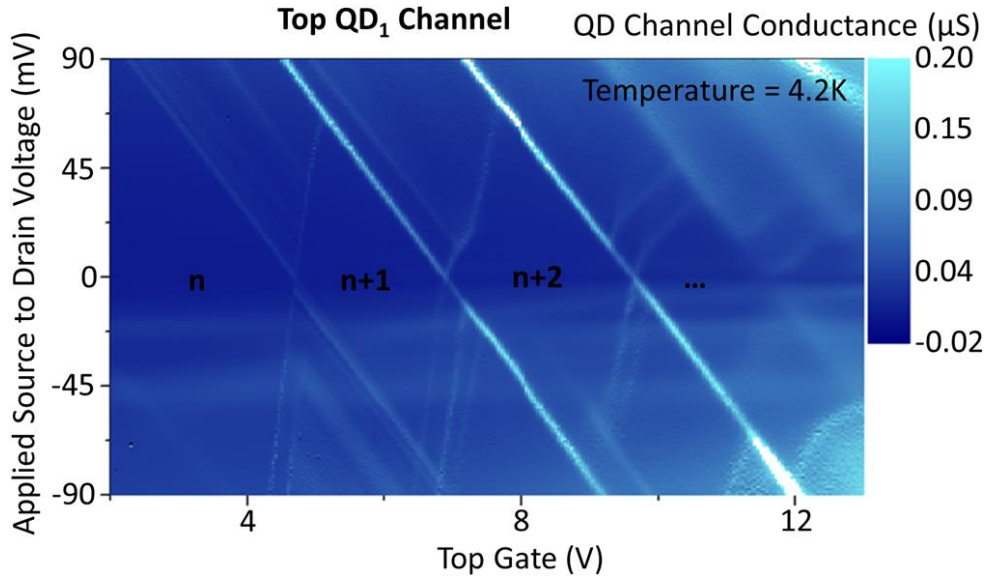 Top QD₁ Channel
QD Channel Conductance (µS)
Temperature = 4.2K
Applied Source to Drain Voltage (mV)
90
45
0
-45
-90
n
n+1
n+2
...
0.20
0.15
0.09
0.04
-0.02
4
8
12
Top Gate (V)